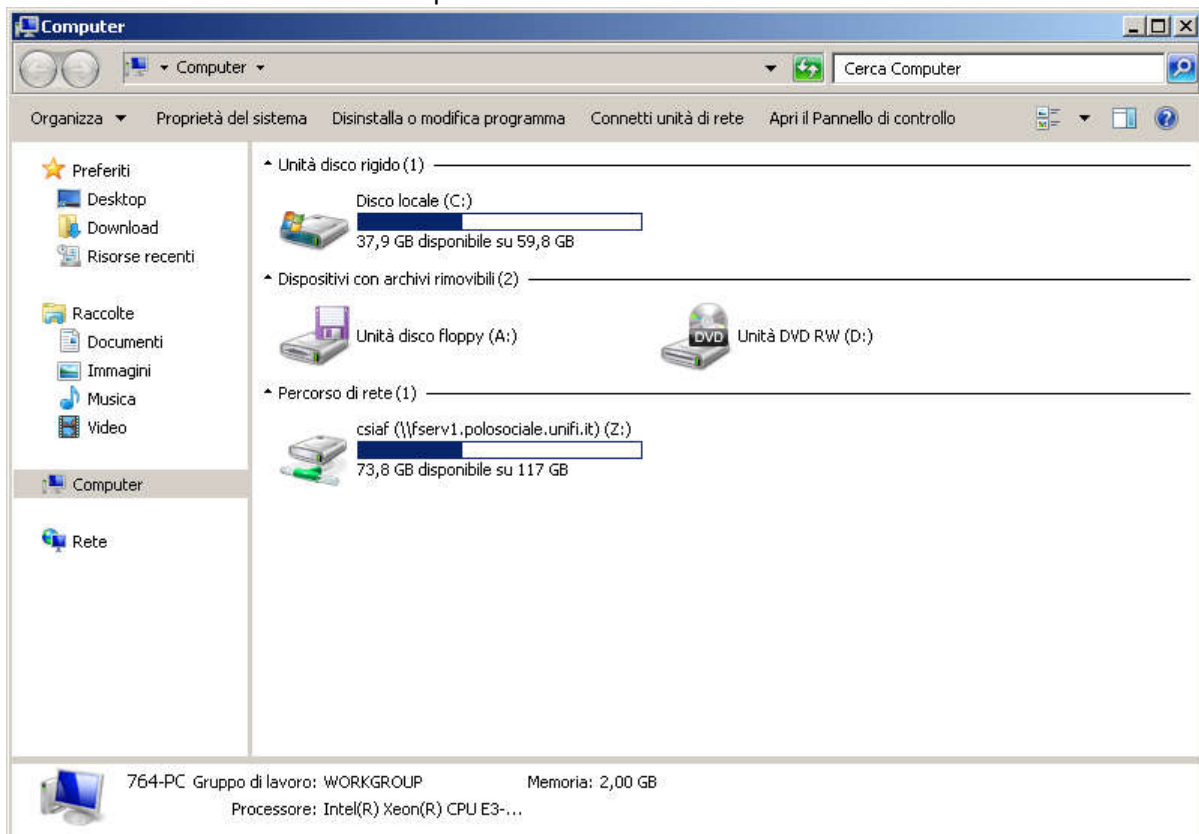 Computer
Computer
Cerca Computer
Organizza Proprietà del sistema Disinstalla o modifica programma Connetti unità di rete Apri il Pannello di controllo
Preferiti
Desktop
Download
Risorse recenti
Raccolte
Documenti
Immagini
Musica
Video
Computer
Rete
Unità disco rigido (1)
Disco locale (C:)
37,9 GB disponibile su 59,8 GB
Dispositivi con archivi rimovibili (2)
Unità disco floppy (A:)
DVD
Unità DVD RW (D:)
Percorso di rete (1)
csiaf (\\fserv1.polosociale.unifi.it) (Z:)
73,8 GB disponibile su 117 GB
764-PC Gruppo di lavoro: WORKGROUP Memoria: 2,00 GB
Processore: Intel(R) Xeon(R) CPU E3-...